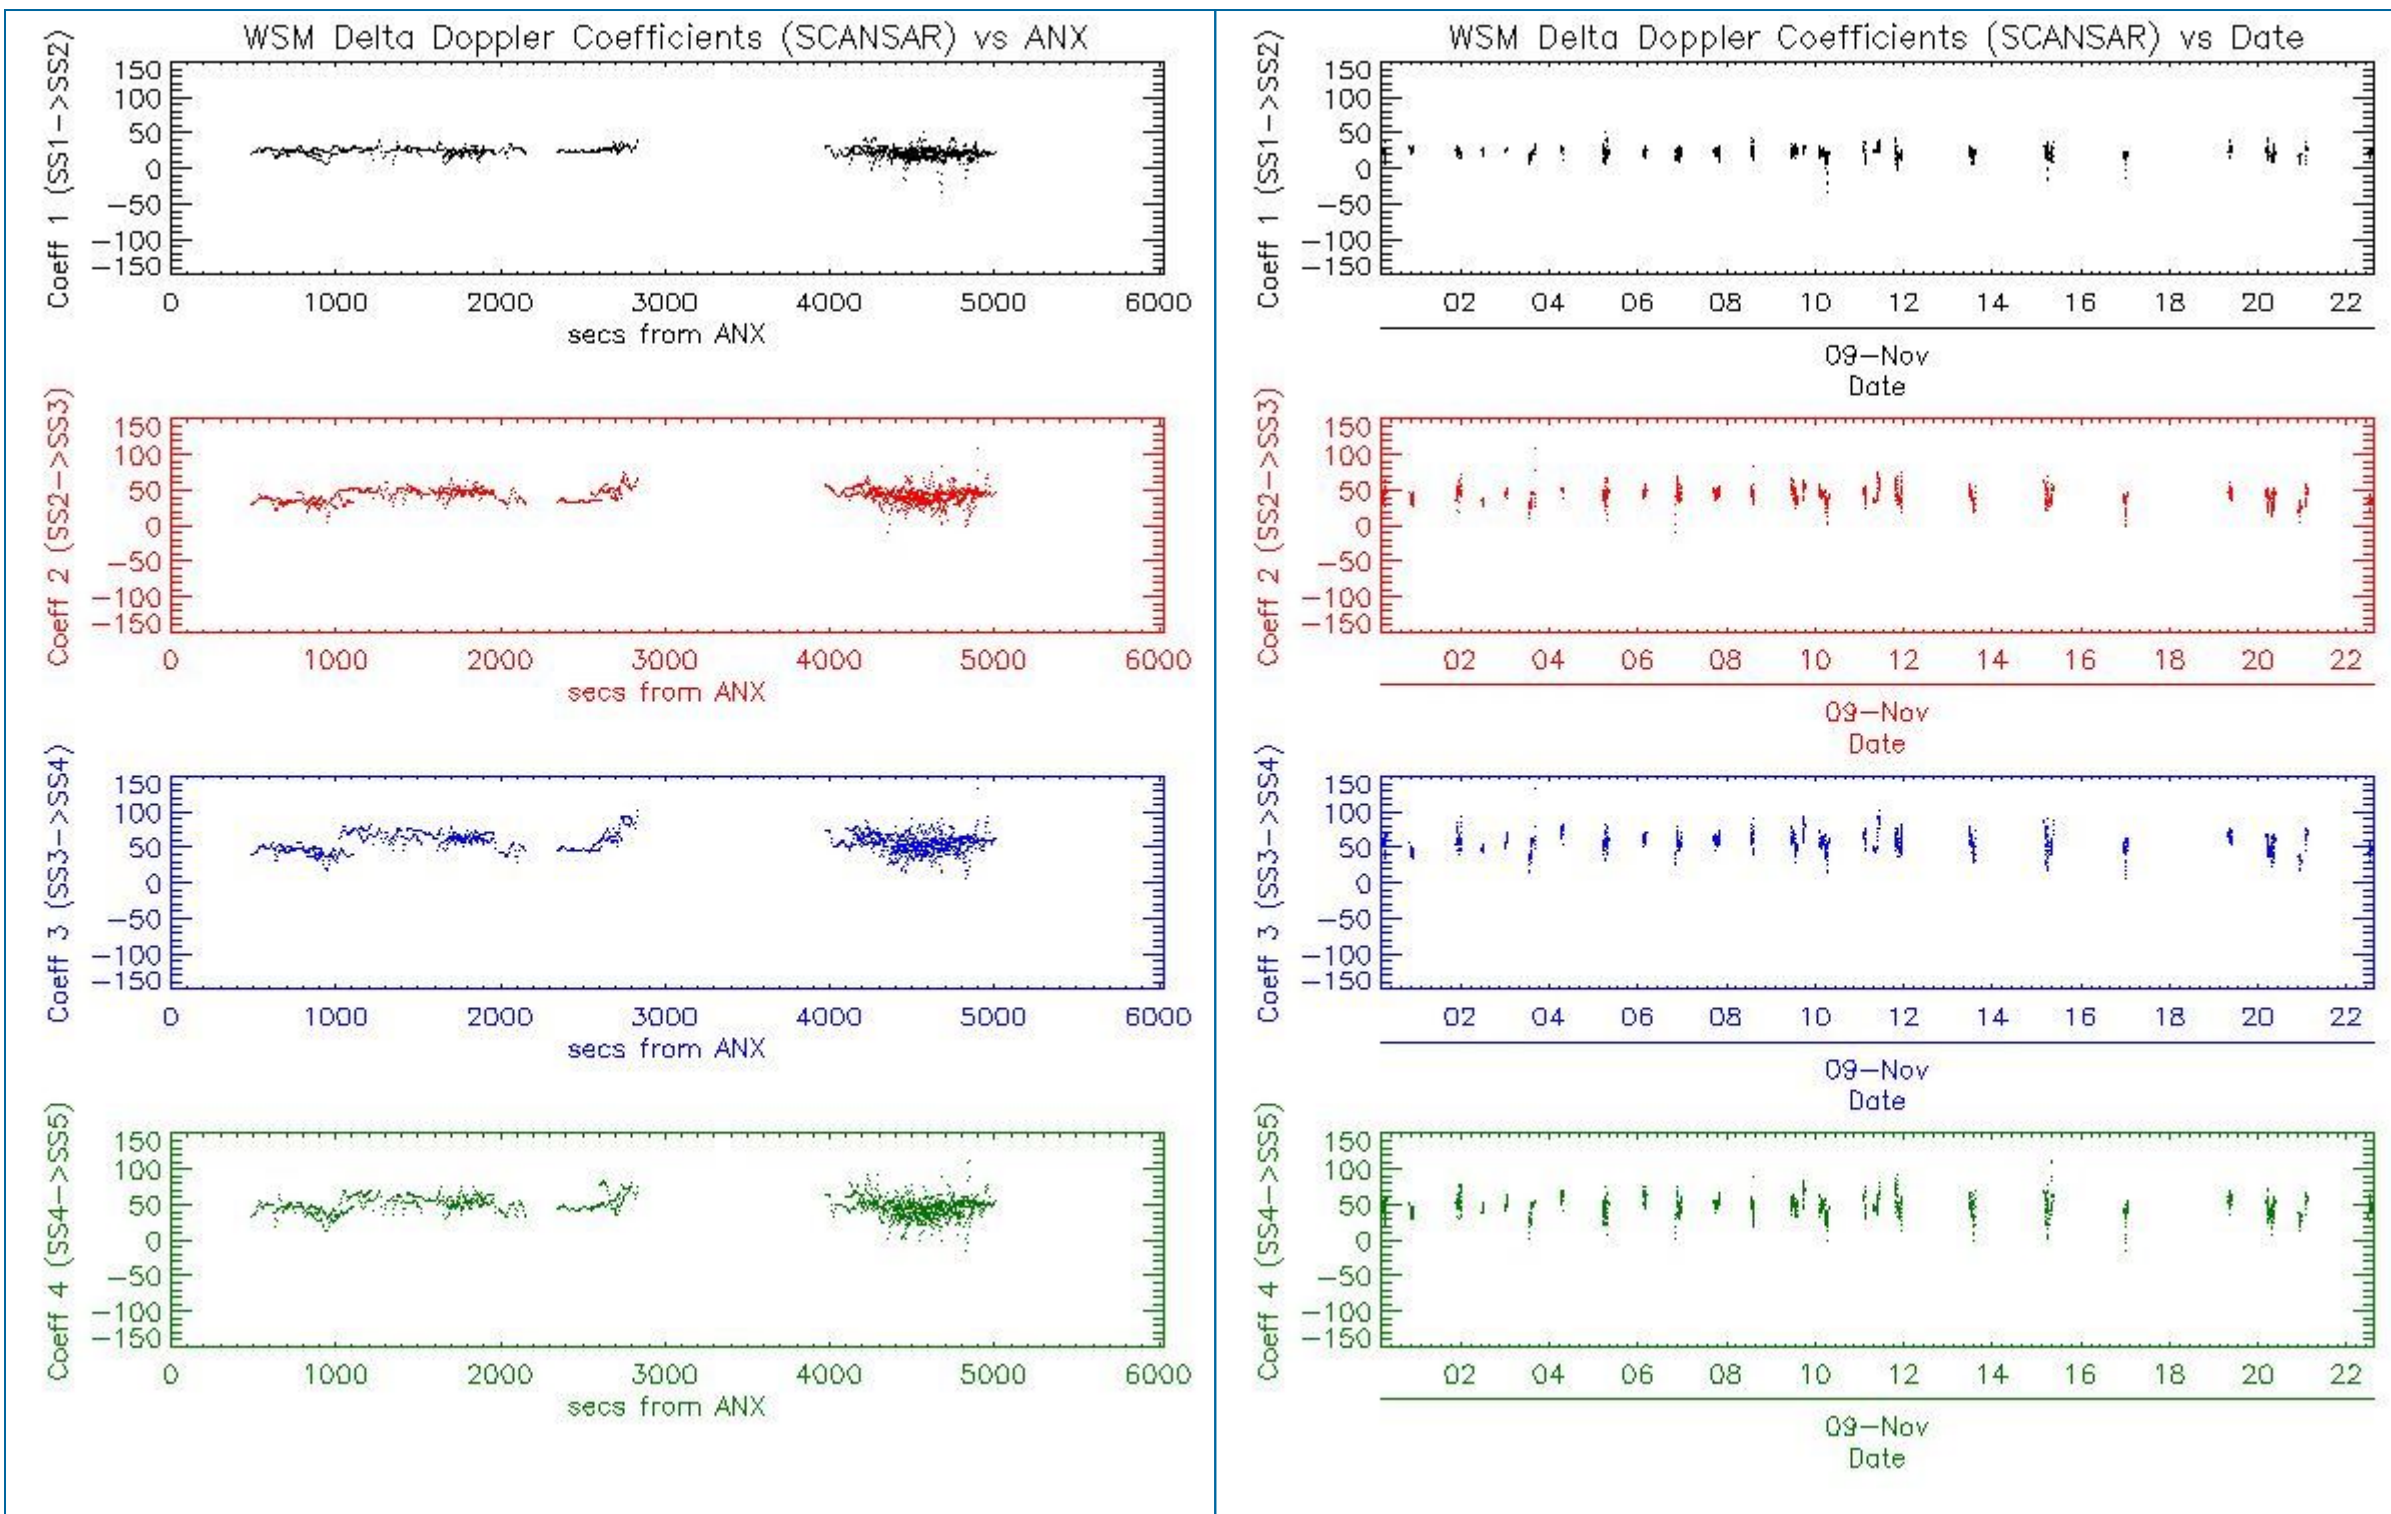 WSM Delta Doppler Coefficients (SCANSAR) vs ANX
Coeff 1 (SS1->SS2)
150
100
50
0
-50
-100
-150
0 1000 2000 3000 4000 5000 6000
secs from ANX
Coeff 2 (SS2->SS3)
150
100
50
0
-50
-100
-150
0 1000 2000 3000 4000 5000 6000
secs from ANX
Coeff 3 (SS3->SS4)
150
100
50
0
-50
-100
-150
0 1000 2000 3000 4000 5000 6000
secs from ANX
Coeff 4 (SS4->SS5)
150
100
50
0
-50
-100
-150
0 1000 2000 3000 4000 5000 6000
secs from ANX
WSM Delta Doppler Coefficients (SCANSAR) vs Date
Coeff 1 (SS1->SS2)
150
100
50
0
-50
-100
-150
02 04 06 08 10 12 14 16 18 20 22
09-Nov
Date
Coeff 2 (SS2->SS3)
150
100
50
0
-50
-100
-150
02 04 06 08 10 12 14 16 18 20 22
09-Nov
Date
Coeff 3 (SS3->SS4)
150
100
50
0
-50
-100
-150
02 04 06 08 10 12 14 16 18 20 22
09-Nov
Date
Coeff 4 (SS4->SS5)
150
100
50
0
-50
-100
-150
02 04 06 08 10 12 14 16 18 20 22
09-Nov
Date